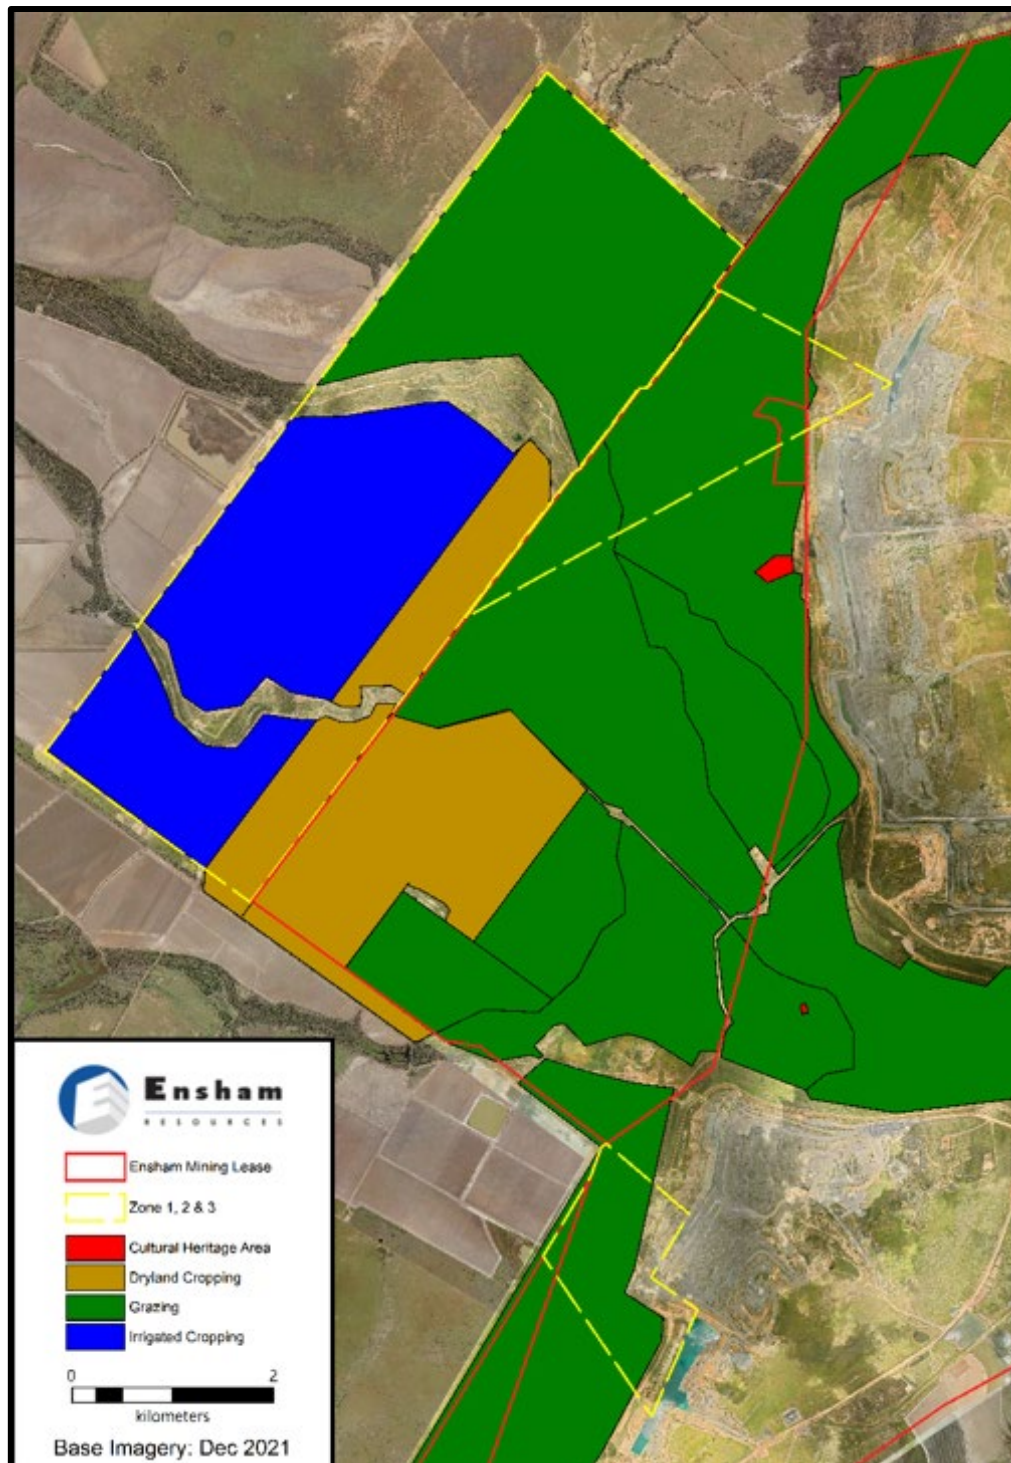 Ensham
RESOURCES
Ensham Mining Lease
Zone 1, 2 & 3
Cultural Heritage Area
Dryland Cropping
Grazing
Irrigated Cropping
0 2
kilometers
Base Imagery: Dec 2021